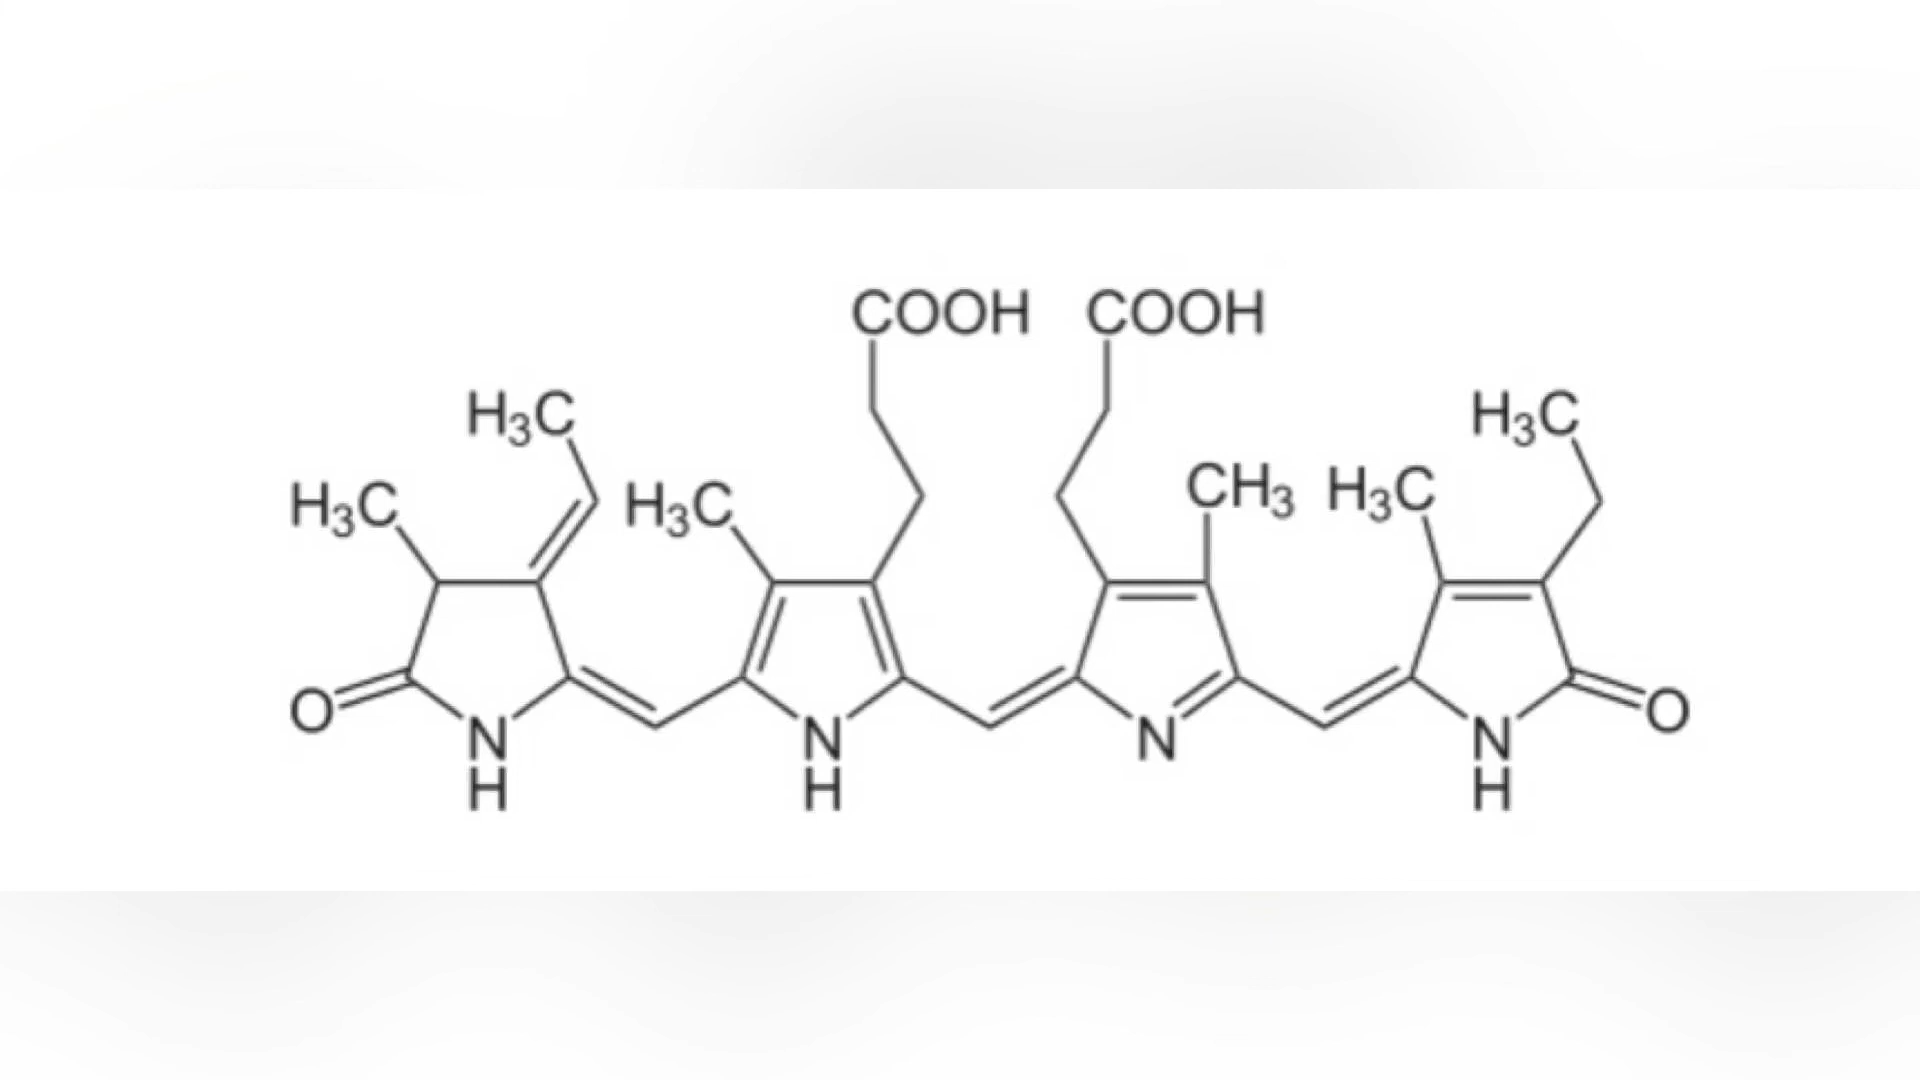 COOH COOH
H₃C H₃C
H₃C H₃C CH₃ H₃C
O N N N N O
H H H